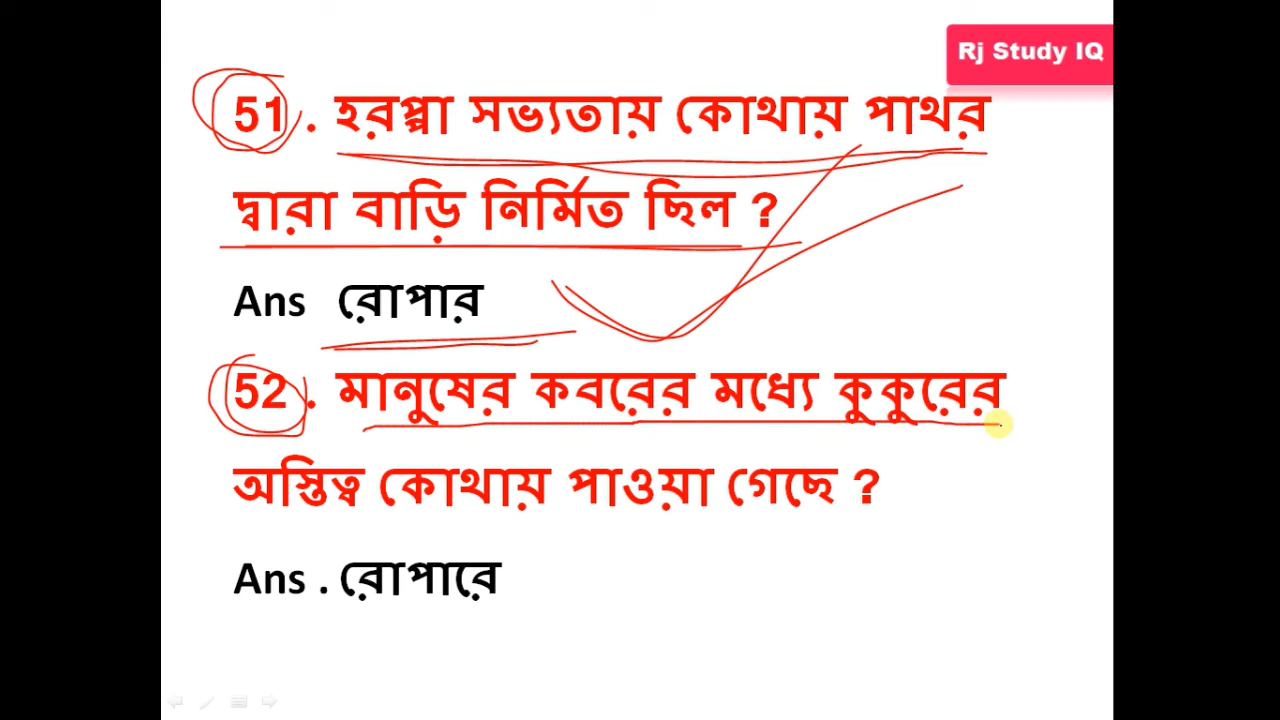 Rj Study IQ
51 . হরপ্পা সভ্যতায় কোথায় পাথর
দ্বারা বাড়ি নির্মিত ছিল ?
Ans রোপার
52 . মানুষের কবরের মধ্যে কুকুরের
অস্তিত্ব কোথায় পাওয়া গেছে ?
Ans . রোপারে